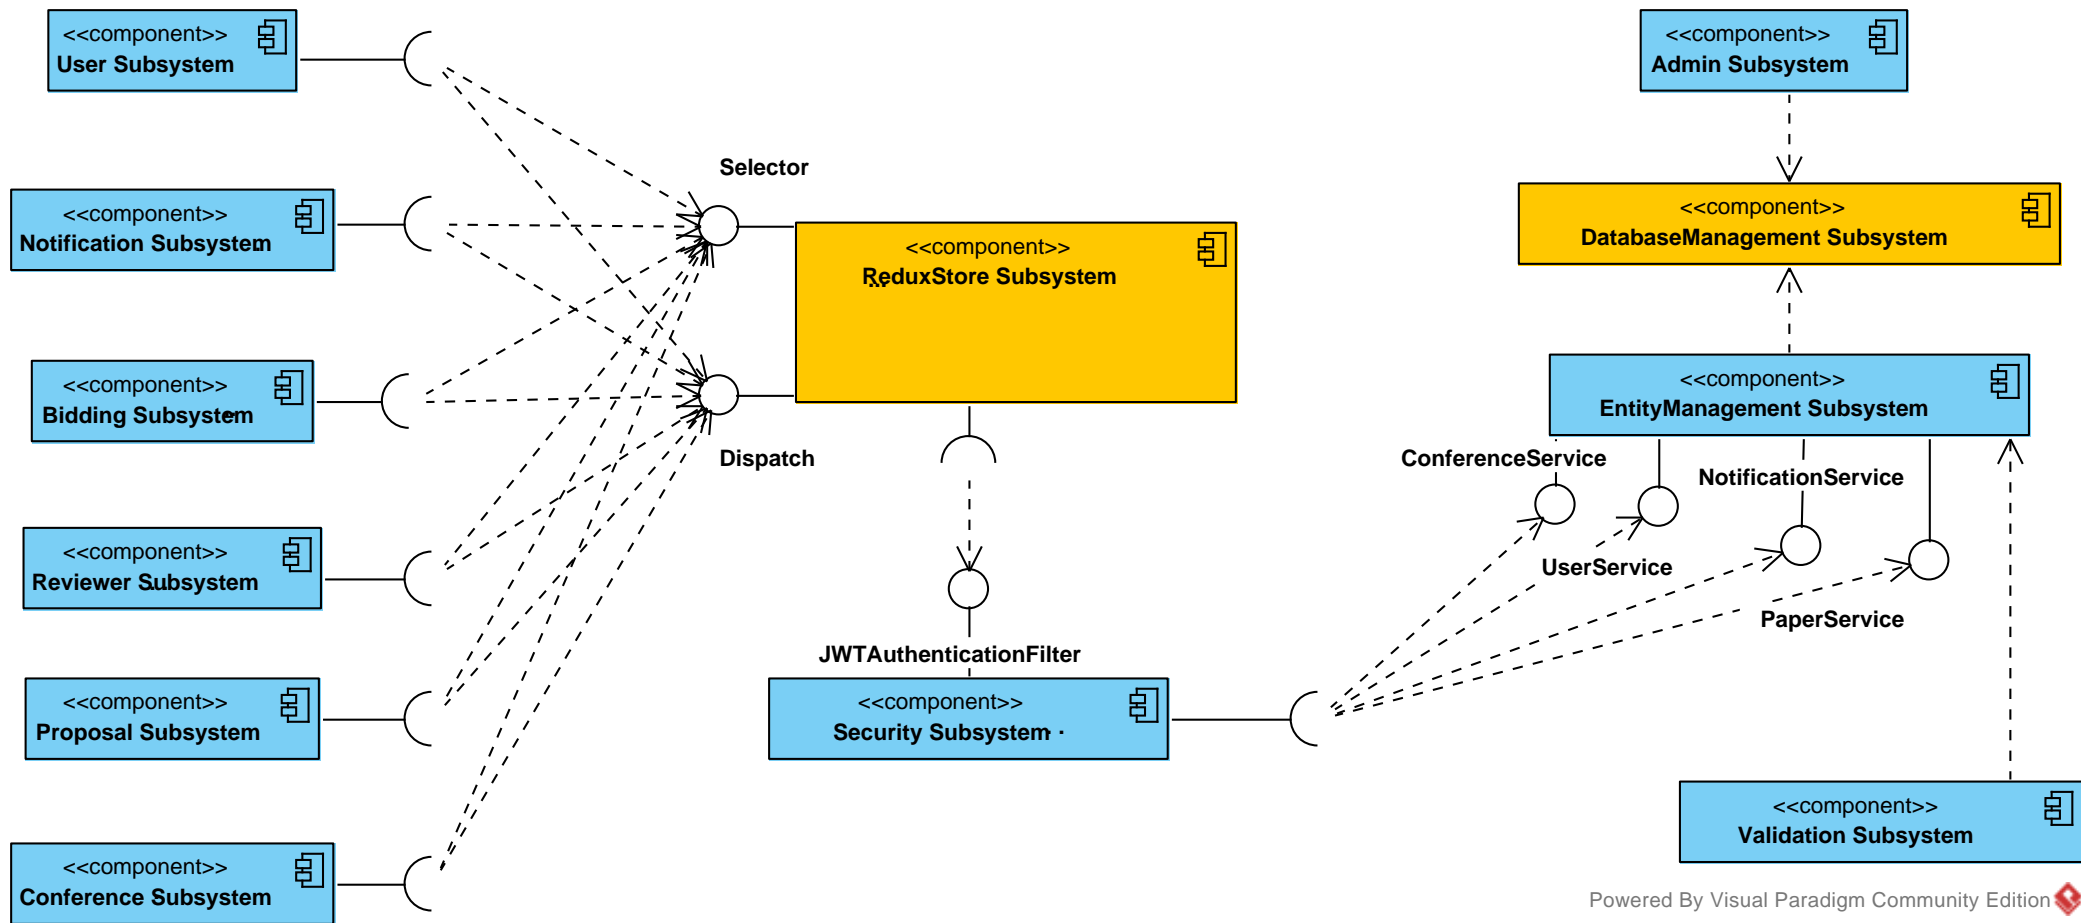 <<component>>
User Subsystem
<<component>>
Admin Subsystem
Selector
<<component>>
Notification Subsystem
<<component>>
DatabaseManagement Subsystem
<<component>>
ReduxStore Subsystem
...
<<component>>
Bidding Subsystem
<<component>>
EntityManagement Subsystem
Dispatch
ConferenceService
NotificationService
<<component>>
Reviewer Subsystem
UserService
PaperService
JWTAuthenticationFilter
<<component>>
Proposal Subsystem
<<component>>
Security Subsystem
<<component>>
Validation Subsystem
<<component>>
Conference Subsystem
Powered By Visual Paradigm Community Edition